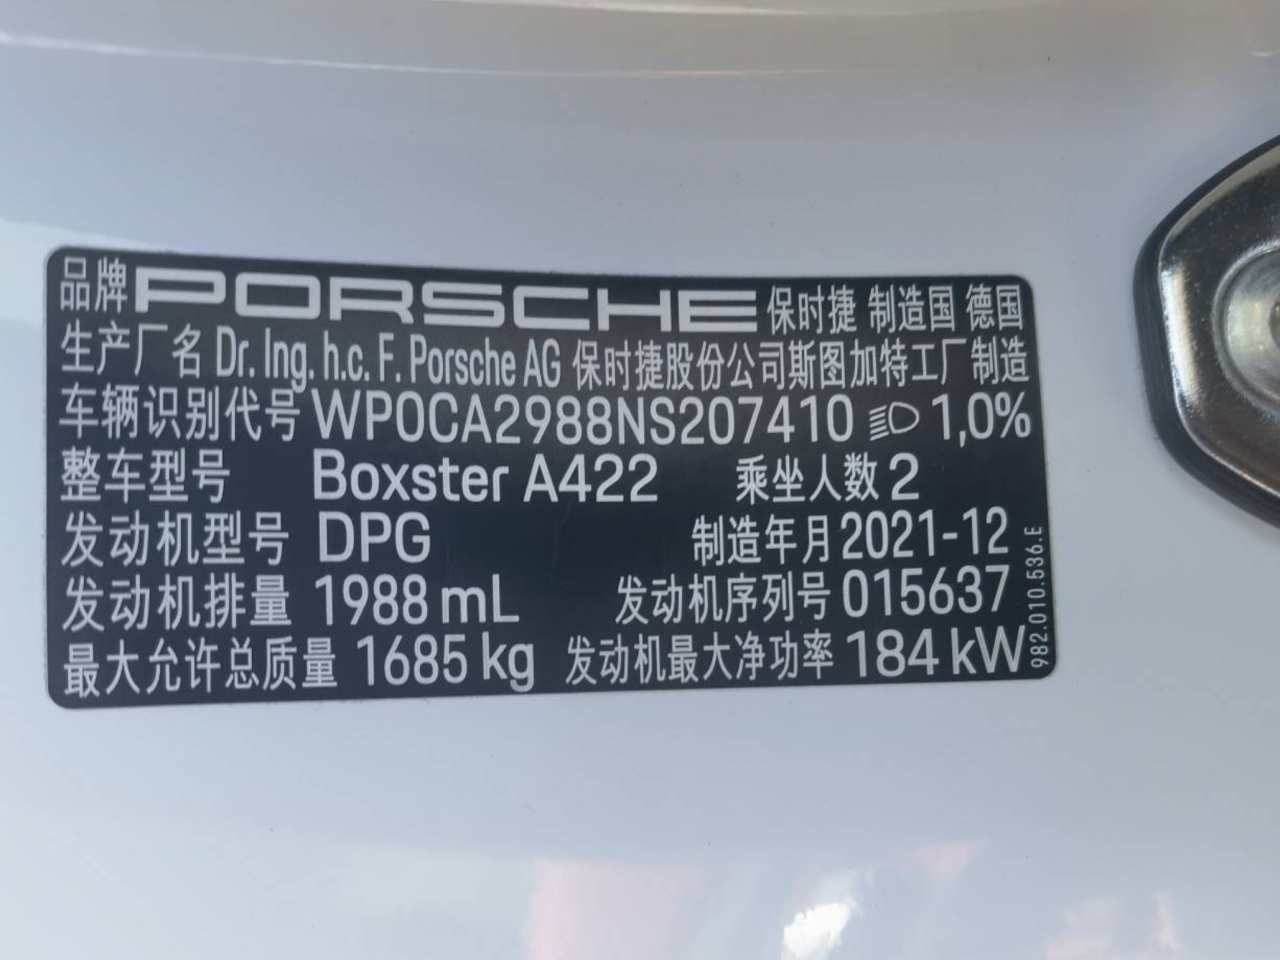 品牌 PORSCHE 保时捷 制造国 德国
生产厂名 Dr. Ing. h.c. F. Porsche AG 保时捷股份公司斯图加特工厂制造
车辆识别代号 WP0CA2988NS207410 1,0%
整车型号 Boxster A422 乘坐人数 2
发动机型号 DPG 制造年月 2021-12
发动机排量 1988 mL 发动机序列号 015637
最大允许总质量 1685 kg 发动机最大净功率 184 kW
982.010.536.E